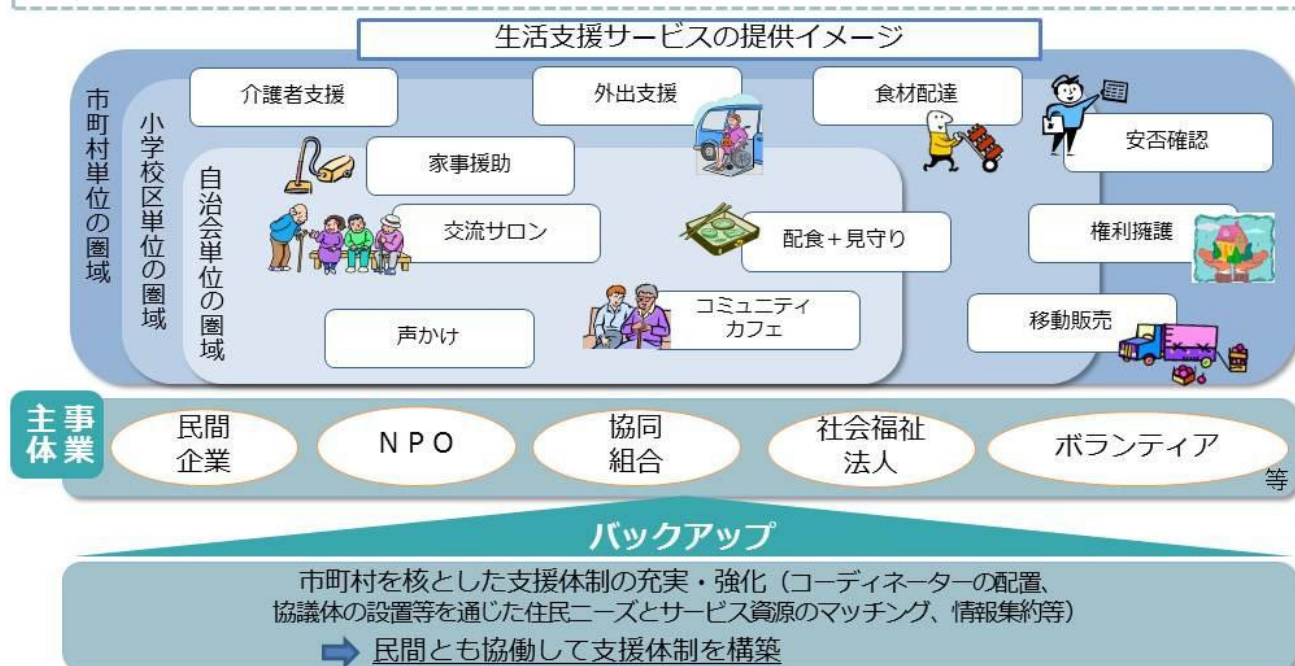 生活支援サービスの提供イメージ
市町村単位の圏域
小学校区単位の圏域
自治会単位の圏域
介護者支援
外出支援
食材配達
安否確認
家事援助
交流サロン
配食＋見守り
権利擁護
声かけ
コミュニティ
カフェ
移動販売
事業
主体
民間
企業
ＮＰＯ
協同
組合
社会福祉
法人
ボランティア
等
バックアップ
市町村を核とした支援体制の充実・強化（コーディネーターの配置、
協議体の設置等を通じた住民ニーズとサービス資源のマッチング、情報集約等）
民間とも協働して支援体制を構築